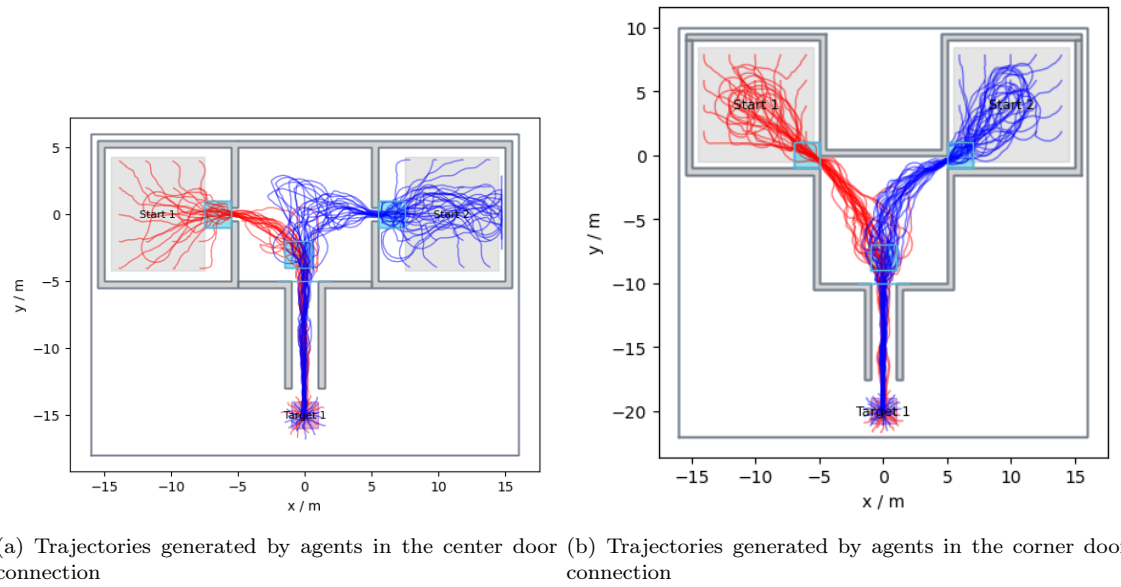 5
0
−5
−10
−15
y / m
−15
−10
−5
0
5
10
15
x / m
Start 1
Start 2
Target 1
10
5
0
−5
−10
−15
−20
y / m
−15
−10
−5
0
5
10
15
x / m
Start 1
Start 2
Target 1
a) Trajectories generated by agents in the center door
connection
(b) Trajectories generated by agents in the corner door
connection